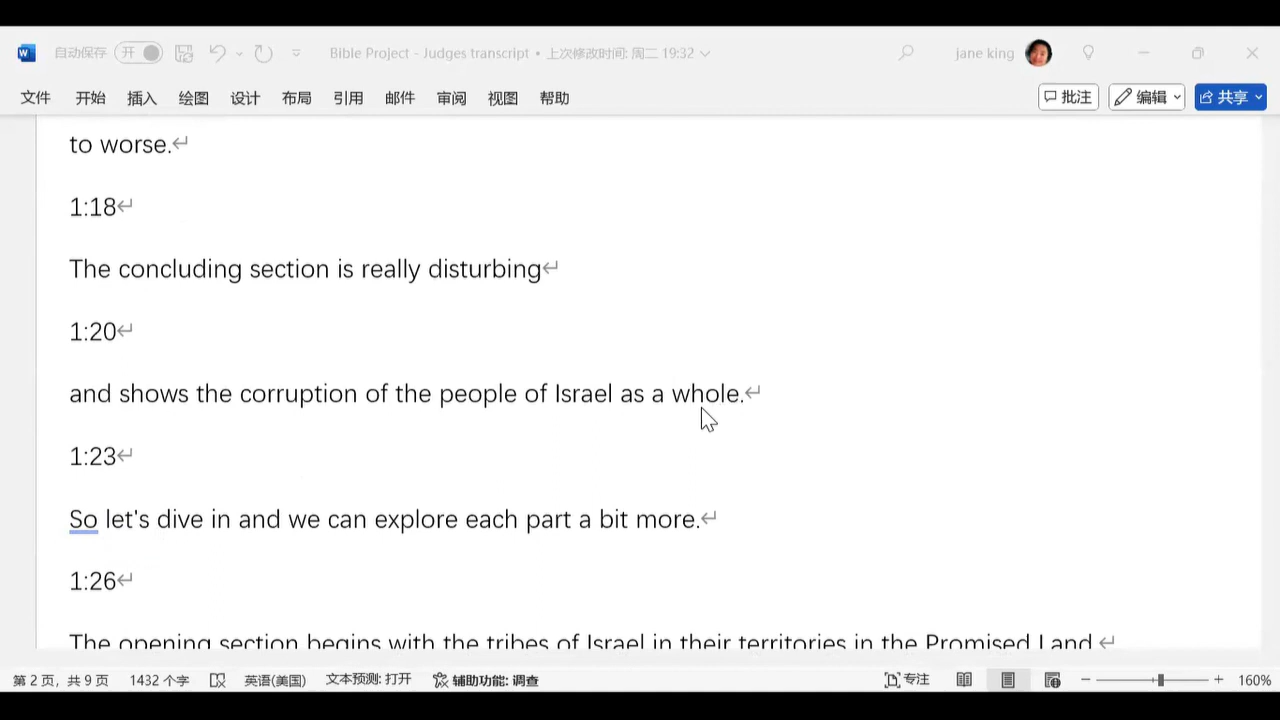 自动保存 开 Bible Project - Judges transcript • 上次修改时间: 周二 19:32 jane king
文件 开始 插入 绘图 设计 布局 引用 邮件 审阅 视图 帮助 批注 编辑 共享
to worse.↵
1:18↵
The concluding section is really disturbing↵
1:20↵
and shows the corruption of the people of Israel as a whole.↵
1:23↵
So let's dive in and we can explore each part a bit more.↵
1:26↵
The opening section begins with the tribes of Israel in their territories in the Promised Land ↵
第 2 页，共 9 页 1432 个字 英语(美国) 文本预测: 打开 辅助功能: 调查 专注 160%